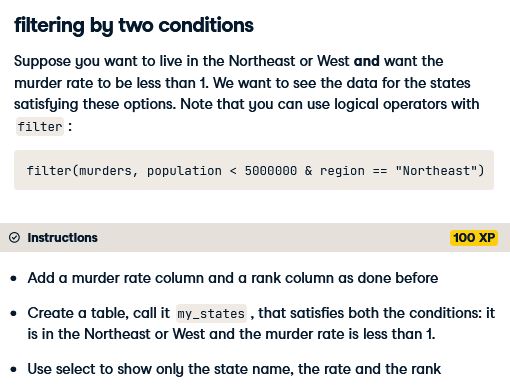 filtering by two conditions
Suppose you want to live in the Northeast or West and want the
murder rate to be less than 1. We want to see the data for the states
satisfying these options. Note that you can use logical operators with
filter :
filter(murders, population < 5000000 & region == "Northeast")
Instructions
100 XP
• Add a murder rate column and a rank column as done before
• Create a table, call it my_states , that satisfies both the conditions: it
is in the Northeast or West and the murder rate is less than 1.
• Use select to show only the state name, the rate and the rank